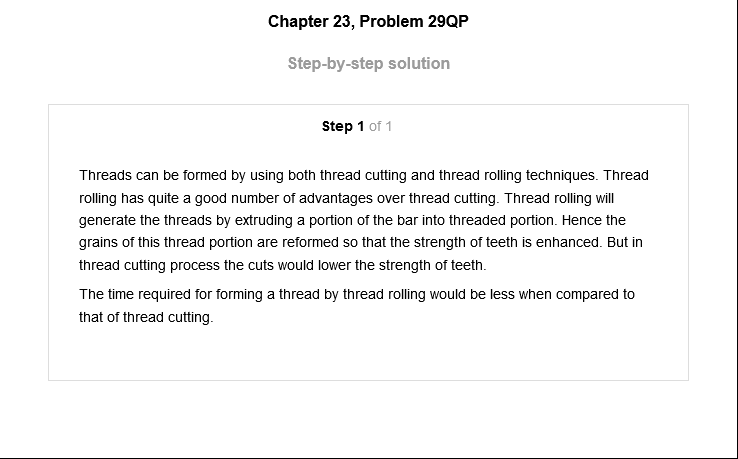 Chapter 23, Problem 29QP
Step-by-step solution
Step 1 of 1
Threads can be formed by using both thread cutting and thread rolling techniques. Thread
rolling has quite a good number of advantages over thread cutting. Thread rolling will
generate the threads by extruding a portion of the bar into threaded portion. Hence the
grains of this thread portion are reformed so that the strength of teeth is enhanced. But in
thread cutting process the cuts would lower the strength of teeth.
The time required for forming a thread by thread rolling would be less when compared to
that of thread cutting.